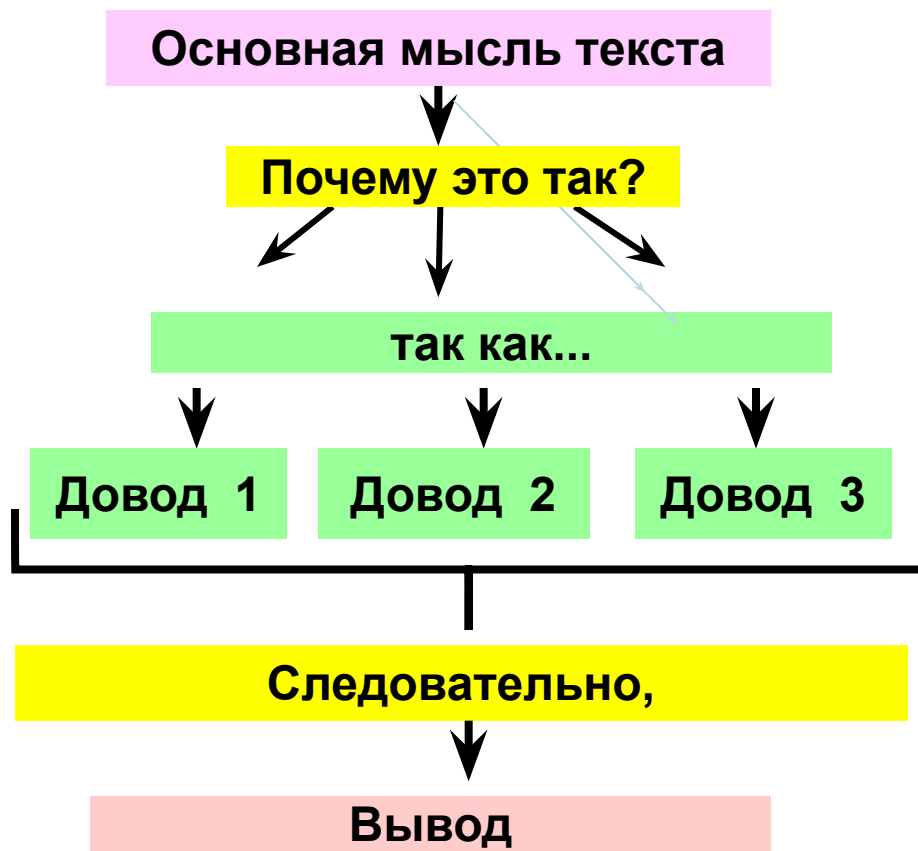 Основная мысль текста
Почему это так?
так как...
Довод 1 Довод 2 Довод 3
Следовательно,
Вывод